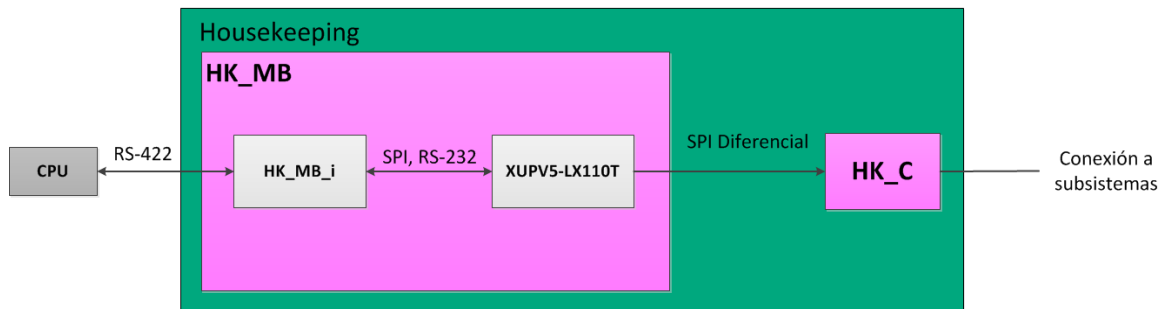 Housekeeping
HK_MB
CPU
RS-422
HK_MB_i
SPI, RS-232
XUPV5-LX110T
SPI Diferencial
HK_C
Conexión a
subsistemas